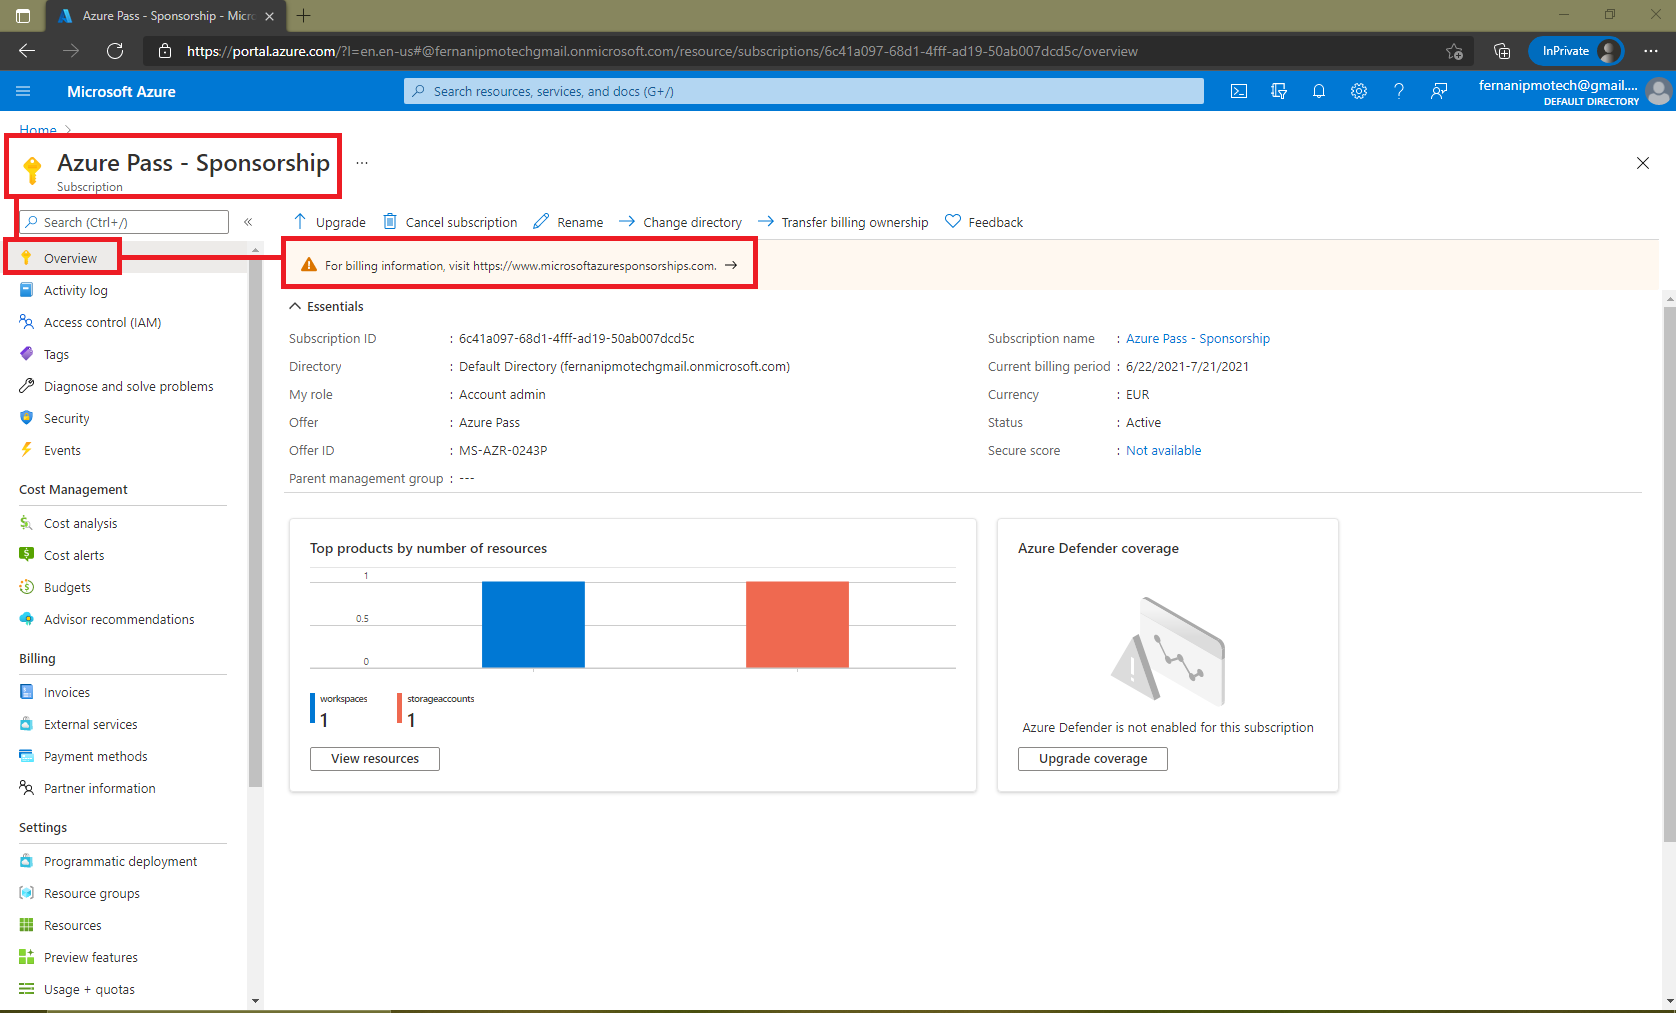 Azure Pass - Sponsorship - Micr
https://portal.azure.com/?l=en.en-us#@fernanipmotechgmail.onmicrosoft.com/resource/subscriptions/6c41a097-68d1-4fff-ad19-50ab007dcd5c/overview
InPrivate
Microsoft Azure
Search resources, services, and docs (G+/)
fernanipmotech@gmail....
DEFAULT DIRECTORY
Home >
Azure Pass - Sponsorship ...
Subscription
Search (Ctrl+/)
«
Upgrade Cancel subscription Rename Change directory Transfer billing ownership Feedback
Overview
Activity log
Access control (IAM)
Tags
Diagnose and solve problems
Security
Events
Cost Management
Cost analysis
Cost alerts
Budgets
Advisor recommendations
Billing
Invoices
External services
Payment methods
Partner information
Settings
Programmatic deployment
Resource groups
Resources
Preview features
Usage + quotas
For billing information, visit https://www.microsoftazuresponsorships.com. →
Essentials
Subscription ID : 6c41a097-68d1-4fff-ad19-50ab007dcd5c
Directory : Default Directory (fernanipmotechgmail.onmicrosoft.com)
My role : Account admin
Offer : Azure Pass
Offer ID : MS-AZR-0243P
Parent management group : ---
Subscription name : Azure Pass - Sponsorship
Current billing period : 6/22/2021-7/21/2021
Currency : EUR
Status : Active
Secure score : Not available
Top products by number of resources
1
0.5
0
workspaces
1
storageaccounts
1
View resources
Azure Defender coverage
Azure Defender is not enabled for this subscription
Upgrade coverage